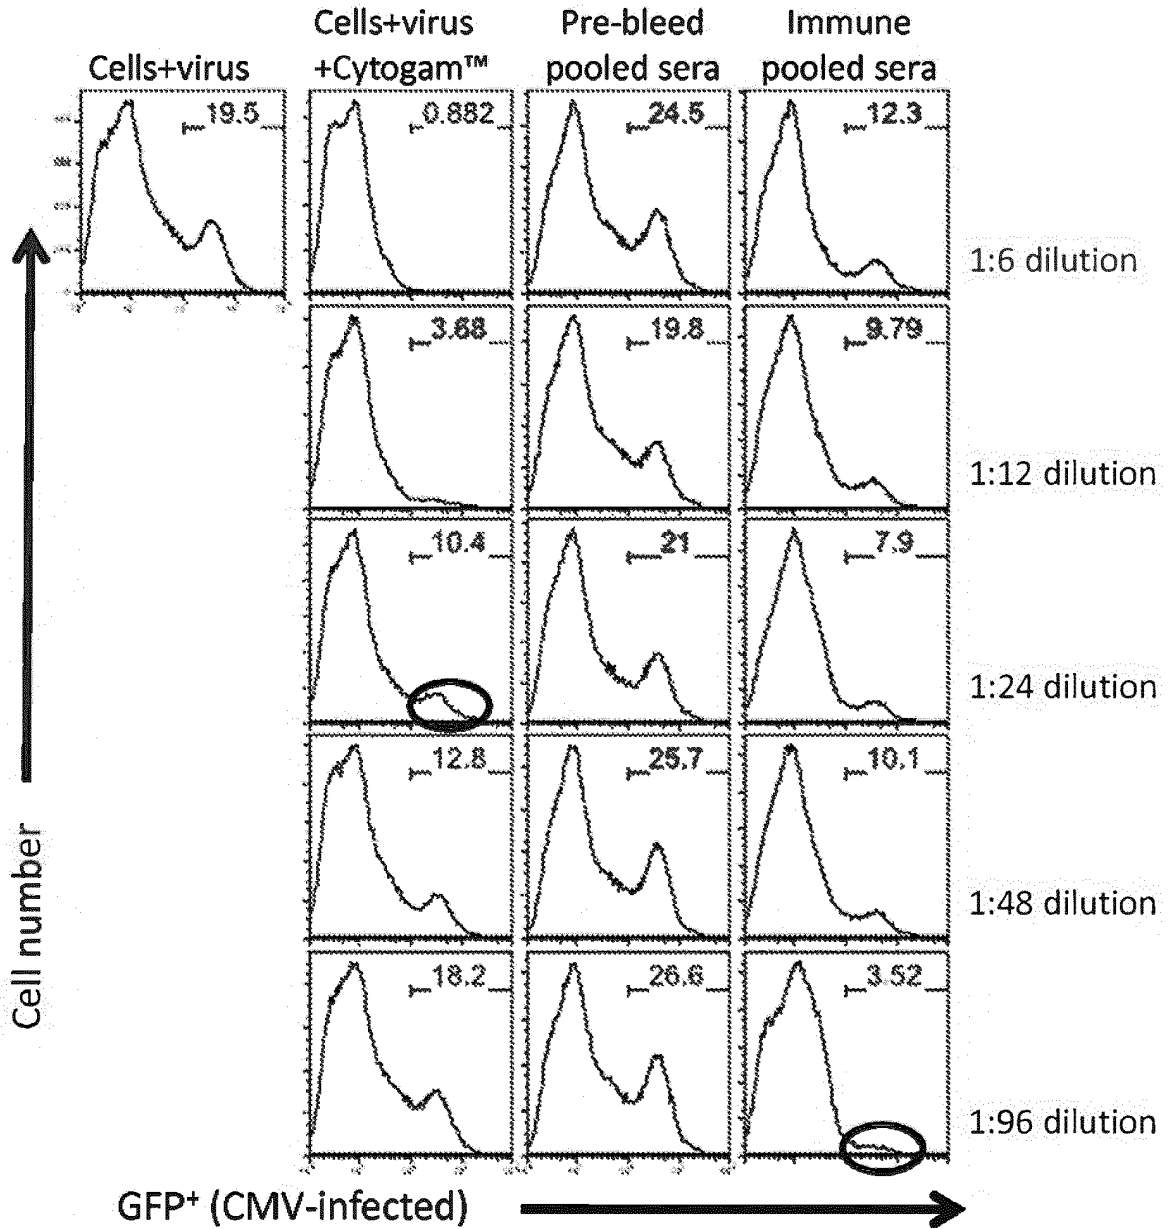 Cells+virus
Cells+virus
+Cytogam™
Pre-bleed
pooled sera
Immune
pooled sera
19.5
0.882
24.5
12.3
1:6 dilution
3.68
19.8
9.79
1:12 dilution
10.4
21
7.9
1:24 dilution
12.8
25.7
10.1
1:48 dilution
18.2
26.6
3.52
1:96 dilution
Cell number
GFP+ (CMV-infected)